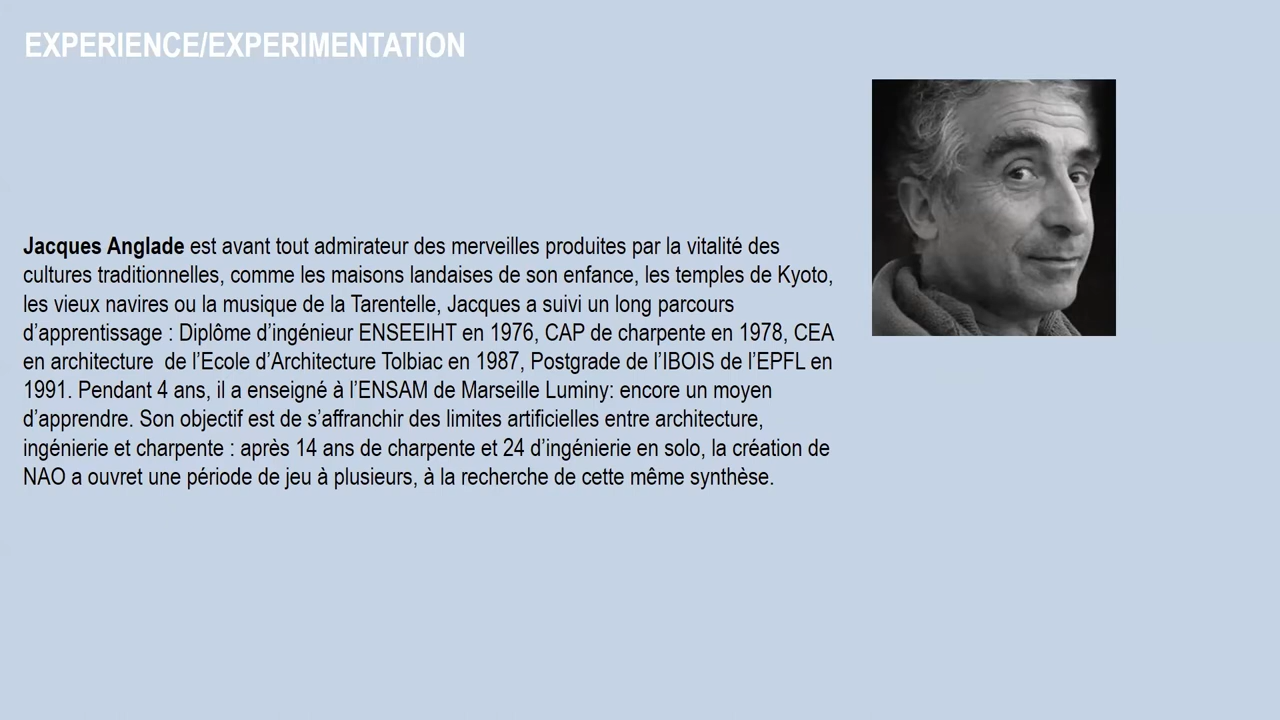 EXPERIENCE/EXPERIMENTATION
Jacques Anglade est avant tout admirateur des merveilles produites par la vitalité des
cultures traditionnelles, comme les maisons landaises de son enfance, les temples de Kyoto,
les vieux navires ou la musique de la Tarentelle, Jacques a suivi un long parcours
d’apprentissage : Diplôme d’ingénieur ENSEEIHT en 1976, CAP de charpente en 1978, CEA
en architecture  de l’Ecole d’Architecture Tolbiac en 1987, Postgrade de l’IBOIS de l’EPFL en
1991. Pendant 4 ans, il a enseigné à l’ENSAM de Marseille Luminy: encore un moyen
d’apprendre. Son objectif est de s’affranchir des limites artificielles entre architecture,
ingénierie et charpente : après 14 ans de charpente et 24 d’ingénierie en solo, la création de
NAO a ouvret une période de jeu à plusieurs, à la recherche de cette même synthèse.